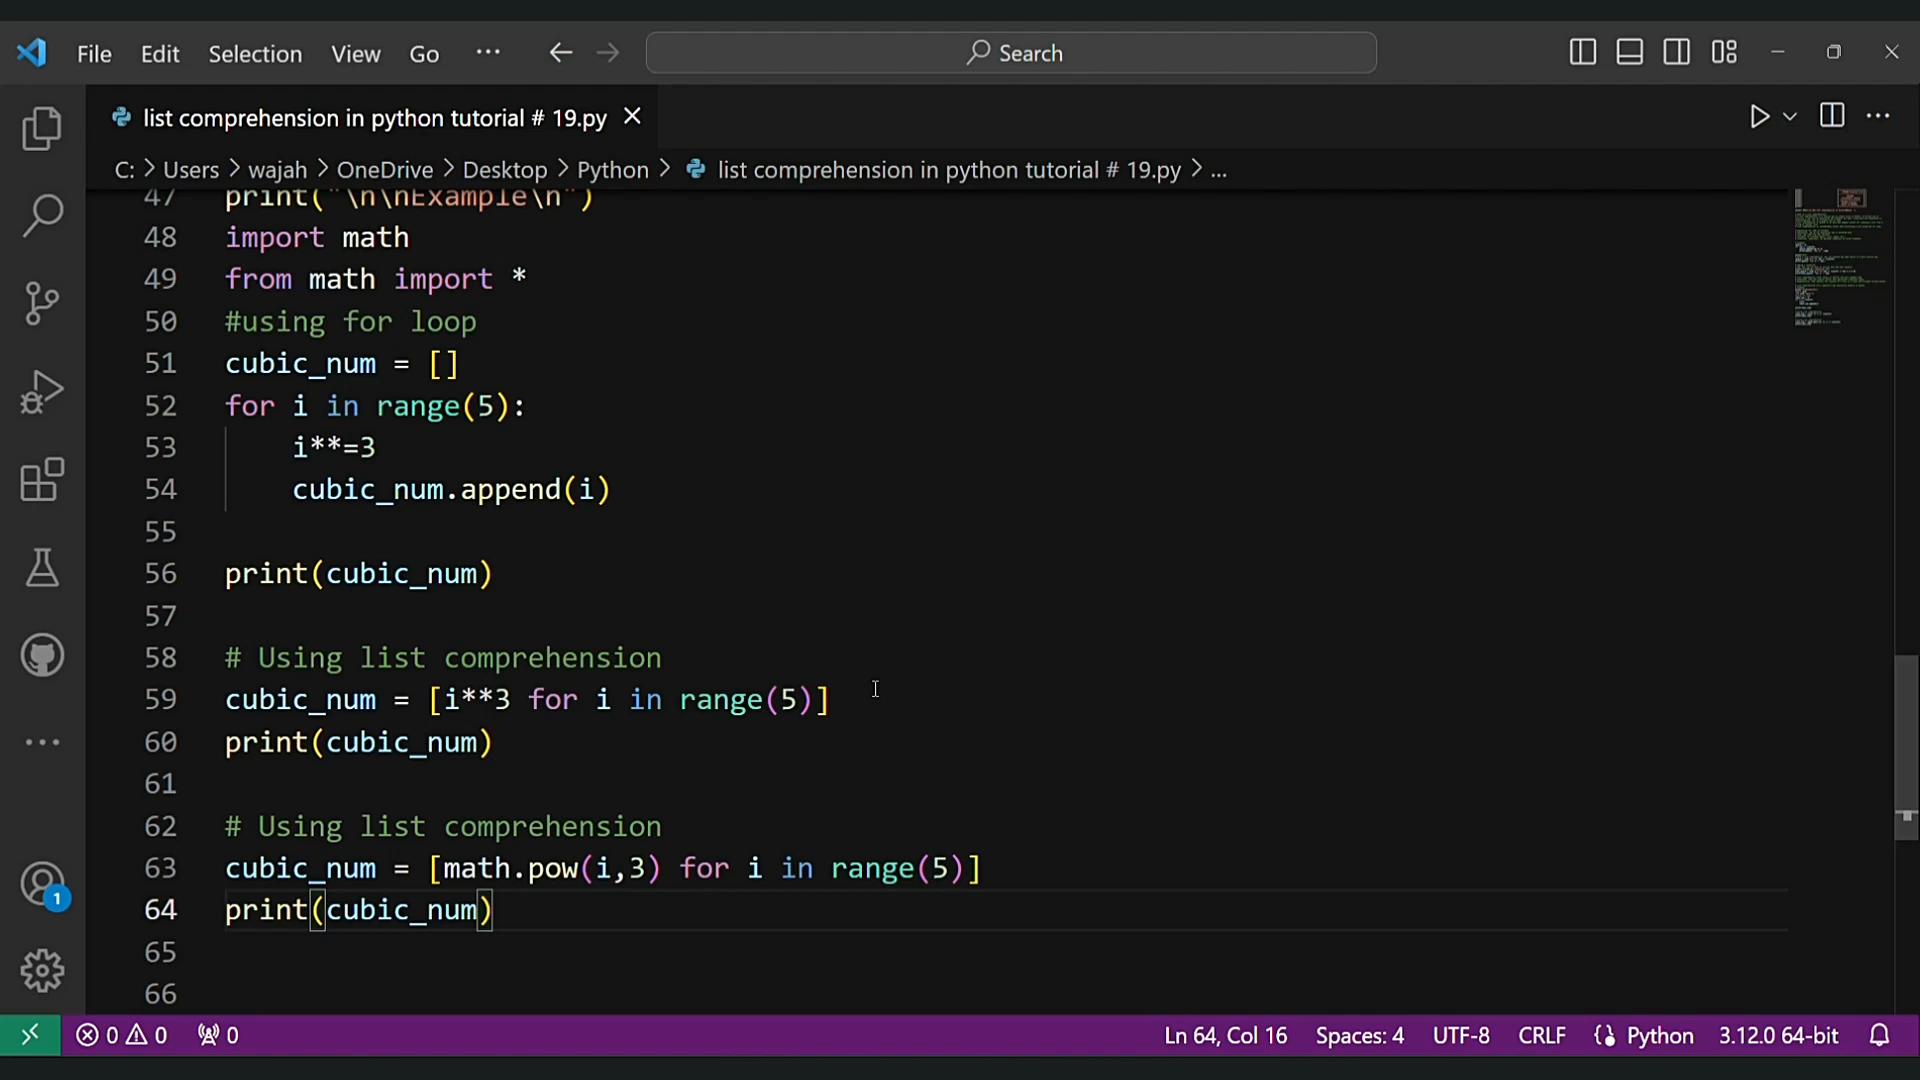 File Edit Selection View Go ··· Search
list comprehension in python tutorial # 19.py
C: > Users > wajah > OneDrive > Desktop > Python > list comprehension in python tutorial # 19.py > ...
47 print("\n\nExample\n")
48 import math
49 from math import *
50 #using for loop
51 cubic_num = []
52 for i in range(5):
53 i**=3
54 cubic_num.append(i)
55
56 print(cubic_num)
57
58 # Using list comprehension
59 cubic_num = [i**3 for i in range(5)]
60 print(cubic_num)
61
62 # Using list comprehension
63 cubic_num = [math.pow(i,3) for i in range(5)]
64 print(cubic_num)
65
66
1
0 0 0 Ln 64, Col 16 Spaces: 4 UTF-8 CRLF Python 3.12.0 64-bit